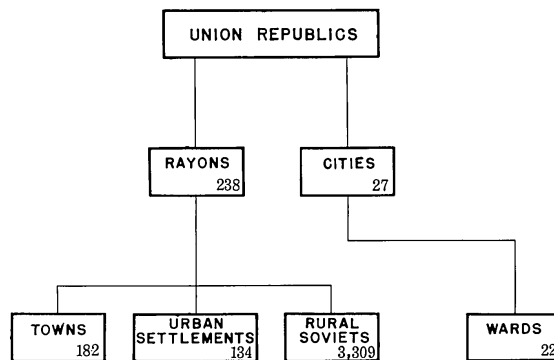 UNION REPUBLICS
RAYONS
238
CITIES
27
TOWNS
182
URBAN
SETTLEMENTS
134
RURAL
SOVIETS
3,309
WARDS
22